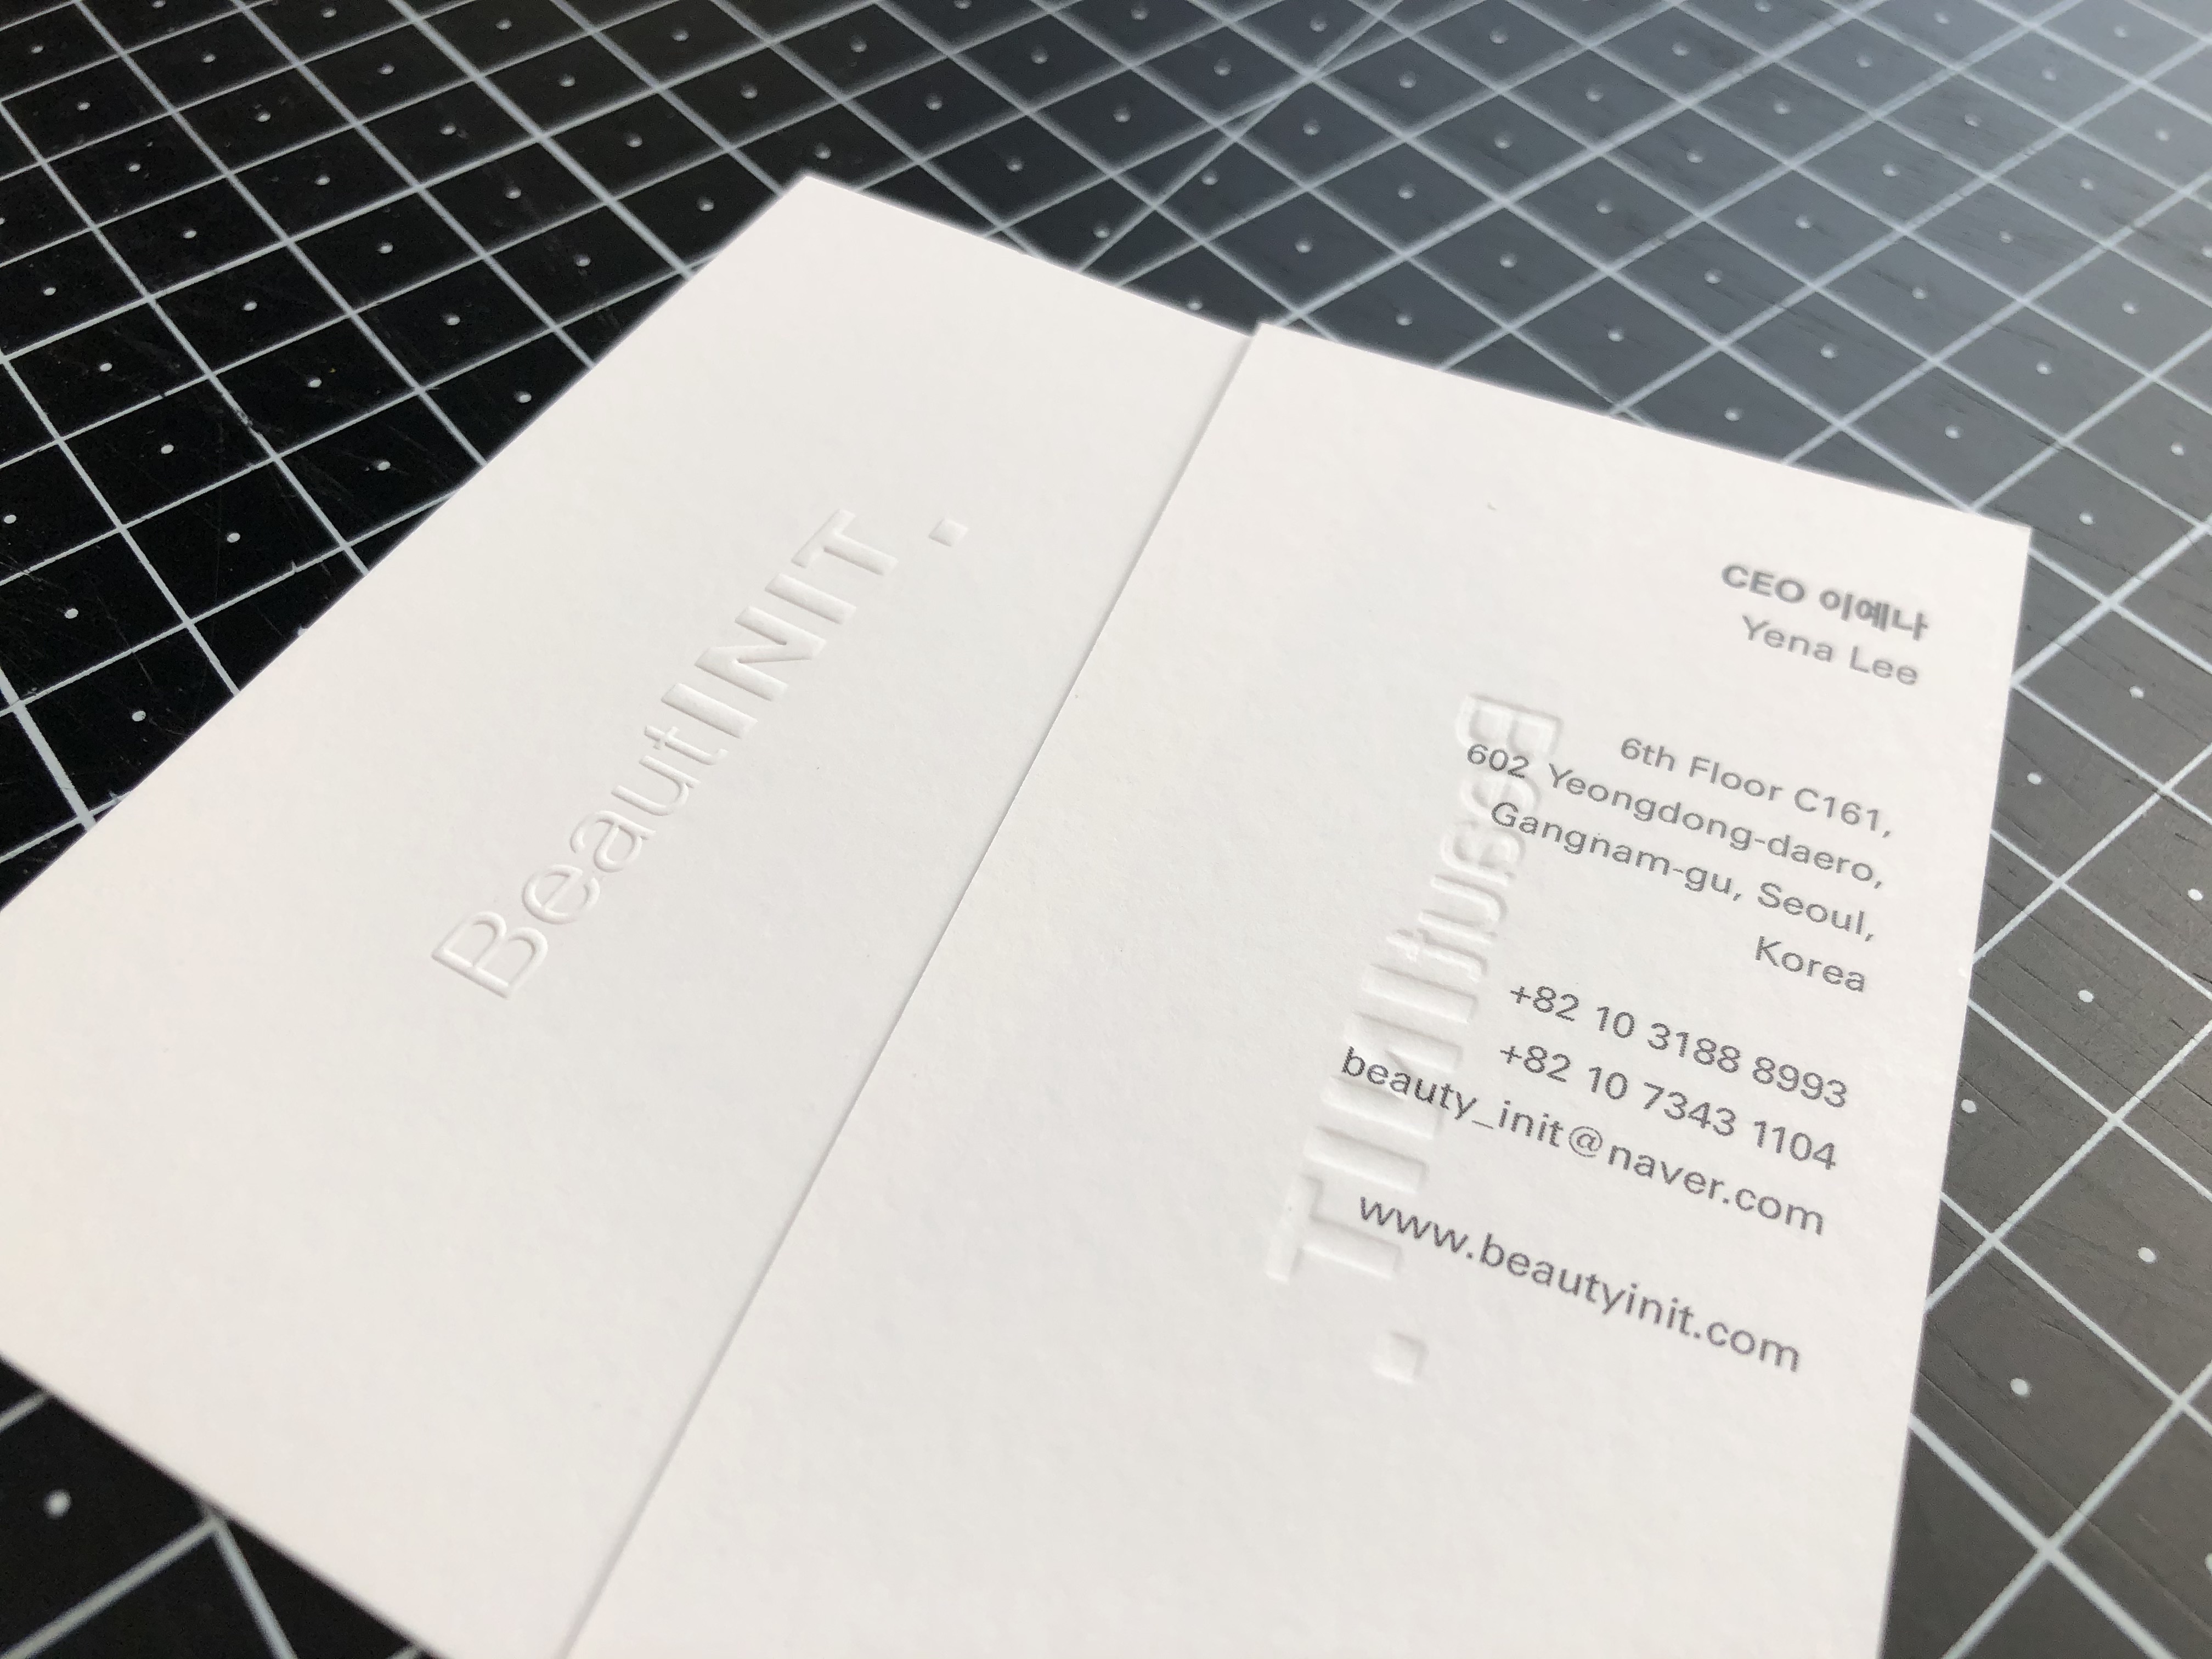 BeautINIT.
CEO 이예나
Yena Lee
6th Floor C161,
602 Yeongdong-daero,
Gangnam-gu, Seoul,
Korea
+82 10 3188 8993
+82 10 7343 1104
beauty_init@naver.com
www.beautyinit.com
BeautINIT.